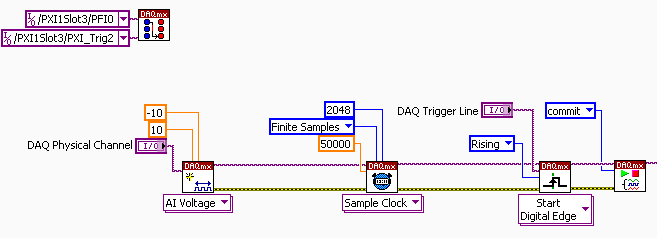 I/O /PXI1Slot3/PFI0
DAQmx
I/O /PXI1Slot3/PXI_Trig2
-10
2048
DAQ Trigger Line I/O
commit
10
Finite Samples
DAQ Physical Channel I/O
50000
Rising
DAQmx
DAQmx
DAQmx
DAQmx
AI Voltage
Sample Clock
Start
Digital Edge